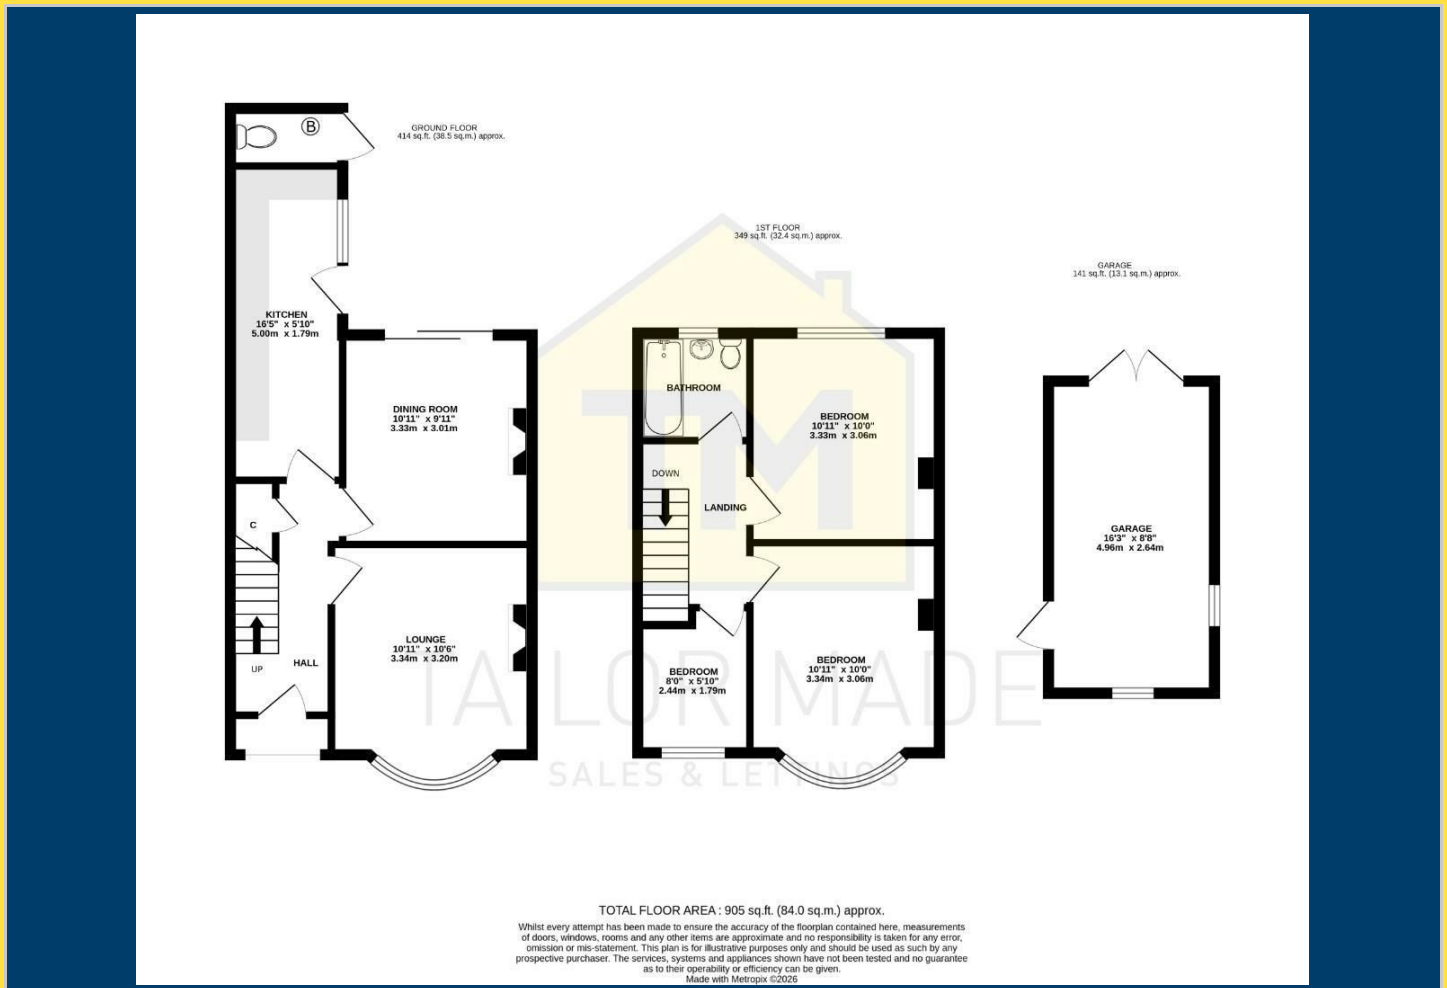 GROUND FLOOR
414 sq.ft. (38.5 sq.m.) approx.
B
KITCHEN
16'5" x 5'10"
5.00m x 1.79m
DINING ROOM
10'11" x 9'11"
3.33m x 3.01m
C
LOUNGE
10'11" x 10'6"
3.34m x 3.20m
HALL
UP
1ST FLOOR
349 sq.ft. (32.4 sq.m.) approx.
BATHROOM
BEDROOM
10'11" x 10'0"
3.33m x 3.06m
DOWN
LANDING
BEDROOM
8'0" x 5'10"
2.44m x 1.79m
BEDROOM
10'11" x 10'0"
3.34m x 3.06m
GARAGE
141 sq.ft. (13.1 sq.m.) approx.
GARAGE
16'3" x 8'8"
4.96m x 2.64m
TM
TAILOR MADE
SALES & LETTINGS
TOTAL FLOOR AREA : 905 sq.ft. (84.0 sq.m.) approx.
Whilst every attempt has been made to ensure the accuracy of the floorplan contained here, measurements
of doors, windows, rooms and any other items are approximate and no responsibility is taken for any error,
omission or mis-statement. This plan is for illustrative purposes only and should be used as such by any
prospective purchaser. The services, systems and appliances shown have not been tested and no guarantee
as to their operability or efficiency can be given.
Made with Metropix ©2026